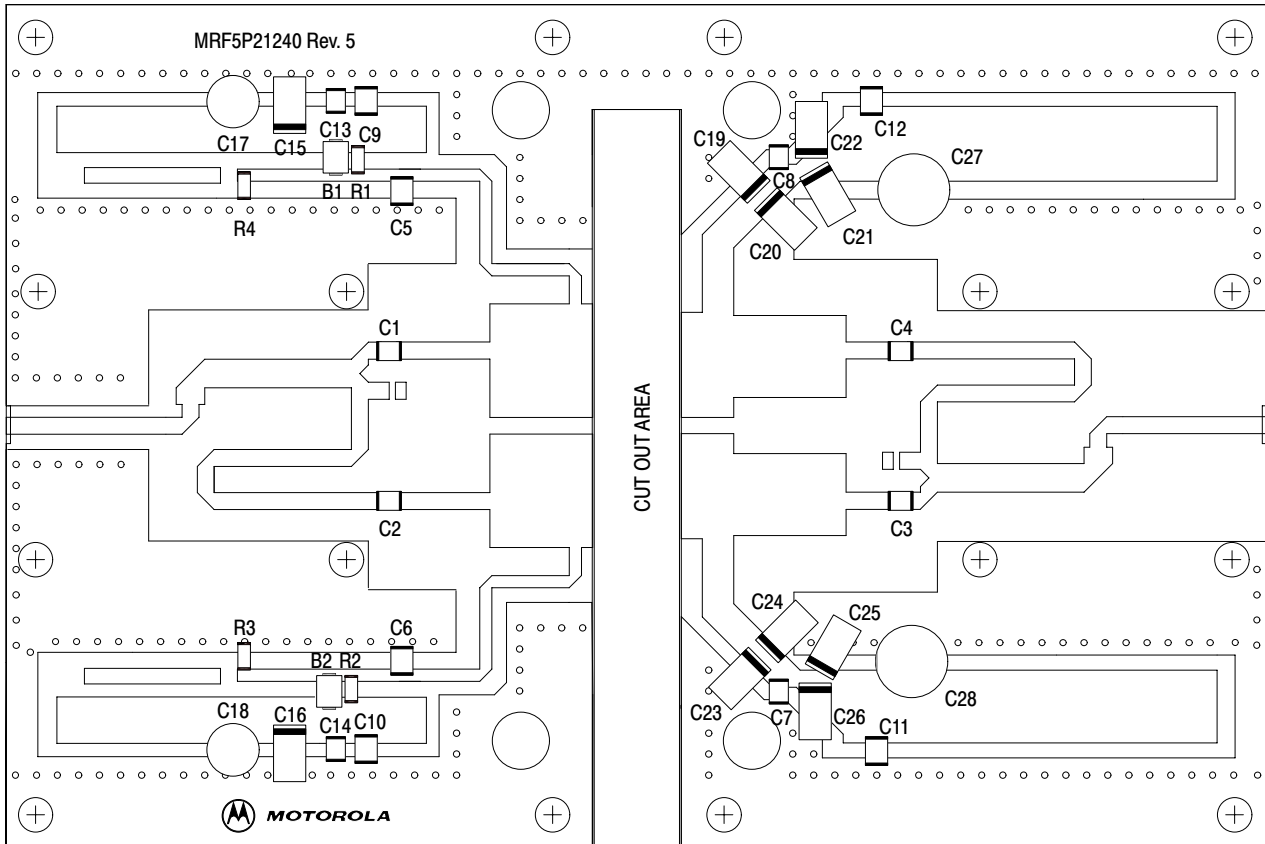 MRF5P21240 Rev. 5
C17
C15
C13
C9
B1
R1
R4
C5
C19
C8
C22
C12
C27
C20
C21
C1
C4
CUT OUT AREA
C2
C3
R3
B2
R2
C6
C24
C25
C18
C16
C14
C10
C23
C7
C26
C11
C28
MOTOROLA